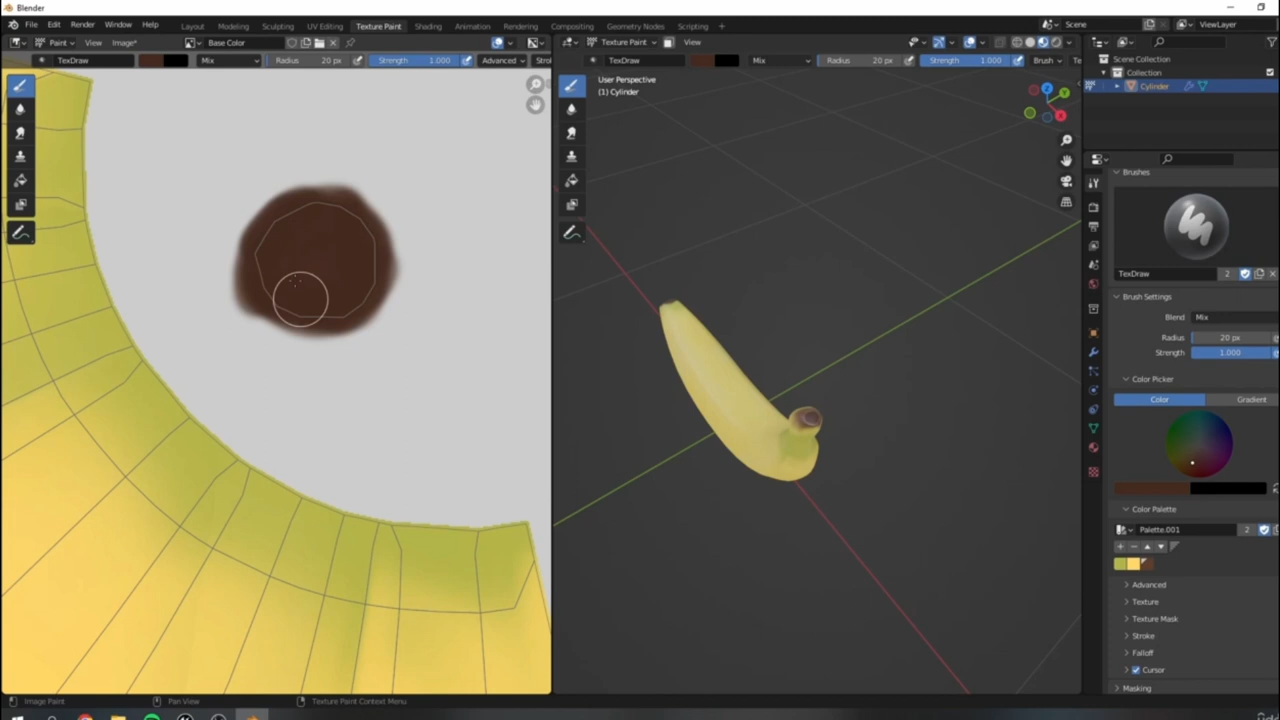 Blender
File Edit Render Window Help Layout Modeling Sculpting UV Editing Texture Paint Shading Animation Rendering Compositing Geometry Nodes Scripting + Scene ViewLayer
Paint View Image* Base Color Texture Paint View
TexDraw Mix Radius 20 px Strength 1.000 Advanced Stro TexDraw Mix Radius 20 px Strength 1.000 Brush Te
User Perspective
(1) Cylinder
Scene Collection
Collection
Cylinder
Brushes
TexDraw 2
Brush Settings
Blend Mix
Radius 20 px
Strength 1.000
Color Picker
Color Gradient
Color Palette
Palette.001 2
Advanced
Texture
Texture Mask
Stroke
Falloff
Cursor
Masking
Image Paint Pan View Texture Paint Context Menu